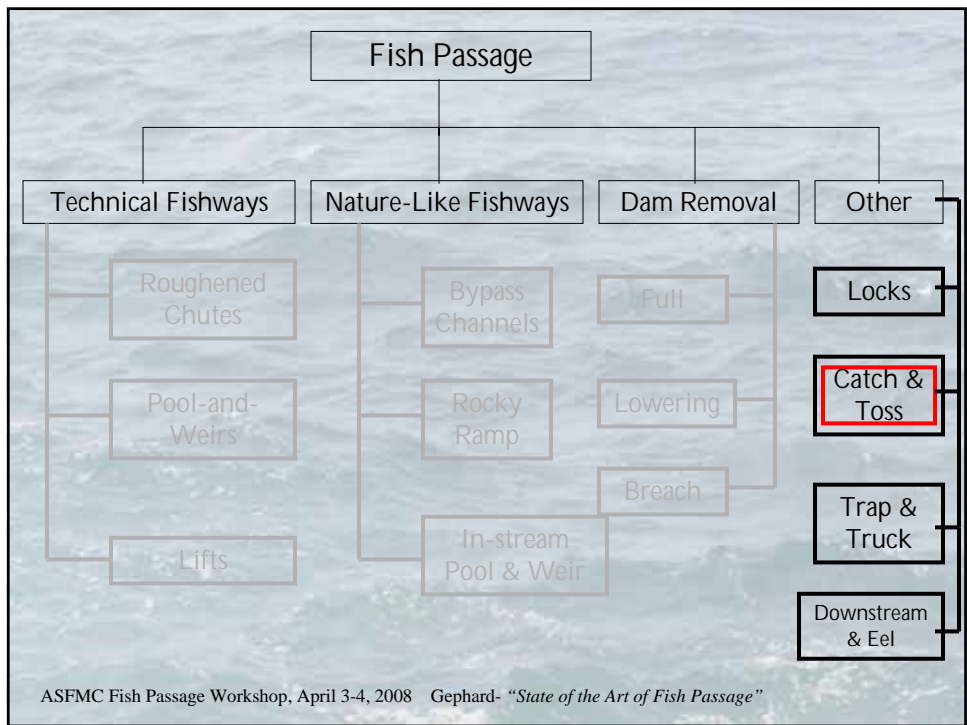 Fish Passage
Technical Fishways
Nature-Like Fishways
Dam Removal
Other
Roughened
Chutes
Pool-and-
Weirs
Lifts
Bypass
Channels
Rocky
Ramp
In-stream
Pool & Weir
Full
Lowering
Breach
Locks
Catch &
Toss
Trap &
Truck
Downstream
& Eel
ASFMC Fish Passage Workshop, April 3-4, 2008 Gephard- “State of the Art of Fish Passage”